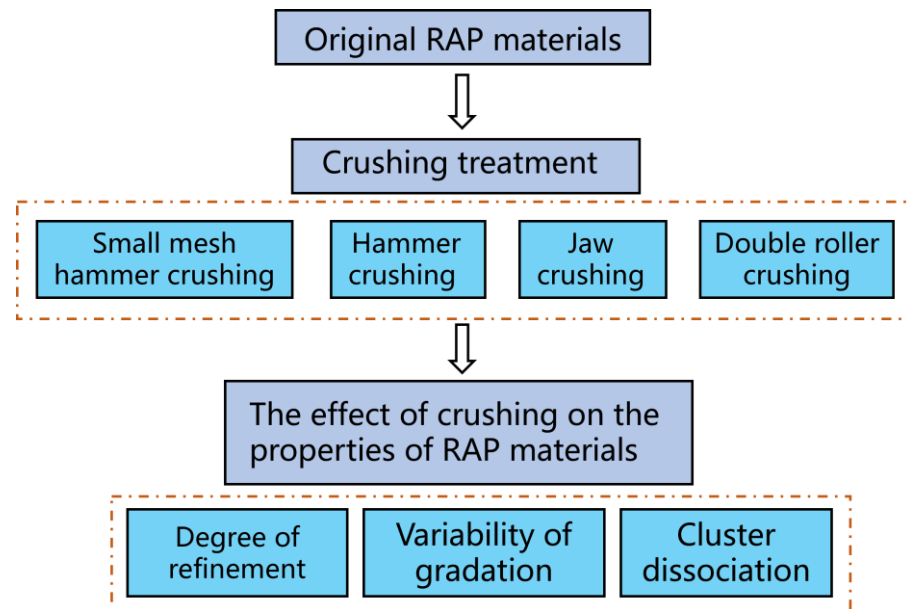 Original RAP materials
Crushing treatment
Small mesh
hammer crushing
Hammer
crushing
Jaw
crushing
Double roller
crushing
The effect of crushing on the
properties of RAP materials
Degree of
refinement
Variability of
gradation
Cluster
dissociation